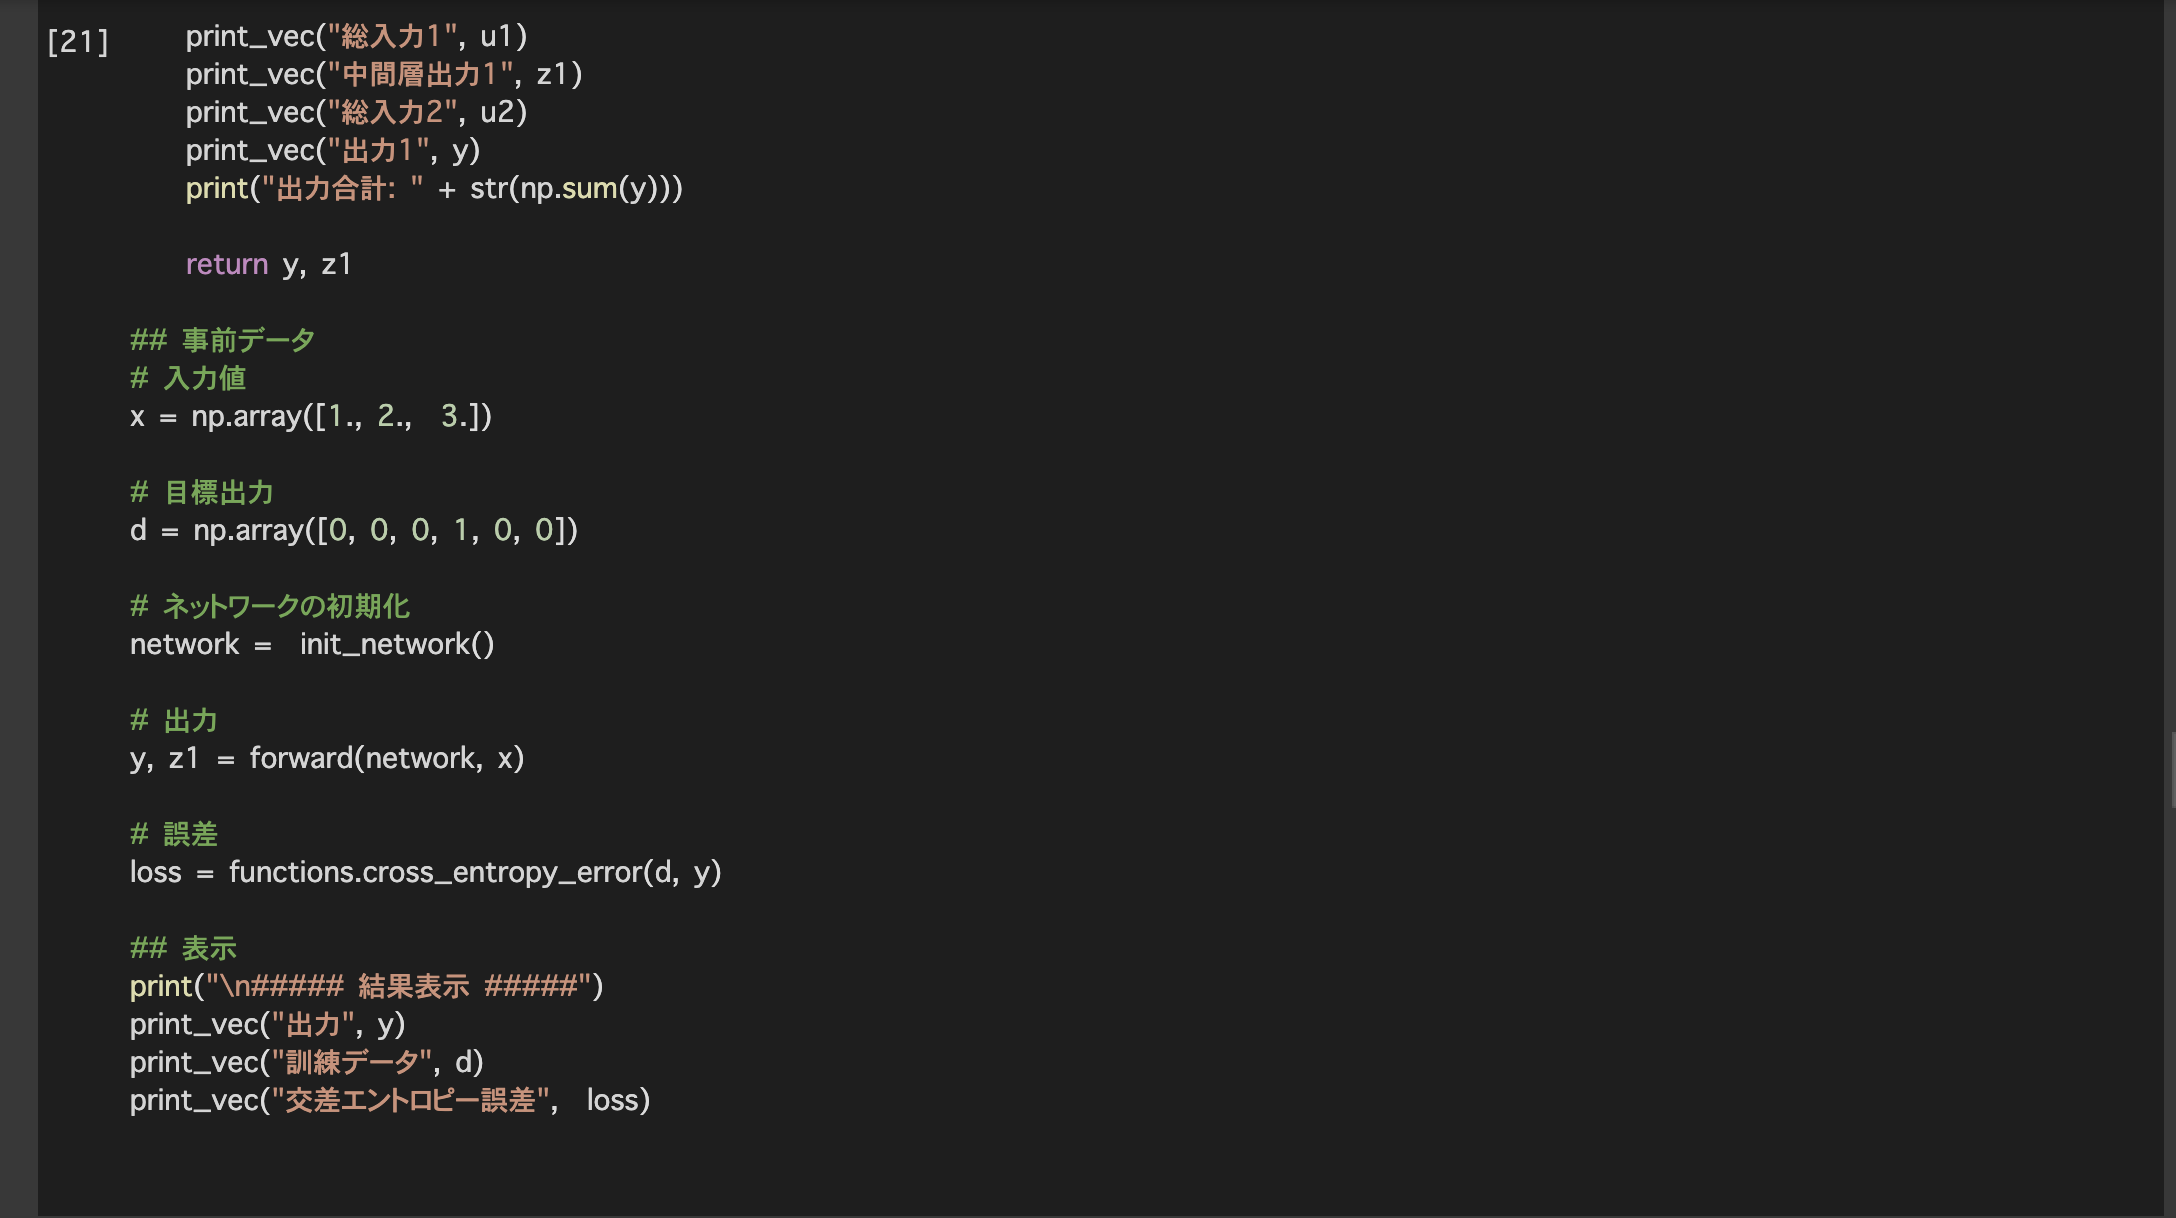 [21]
print_vec("総入力1", u1)
print_vec("中間層出力1", z1)
print_vec("総入力2", u2)
print_vec("出力1", y)
print("出力合計: " + str(np.sum(y)))
return y, z1
## 事前データ
# 入力値
x = np.array([1., 2.,  3.])
# 目標出力
d = np.array([0, 0, 0, 1, 0, 0])
# ネットワークの初期化
network =  init_network()
# 出力
y, z1 = forward(network, x)
# 誤差
loss = functions.cross_entropy_error(d, y)
## 表示
print("\n##### 結果表示 #####")
print_vec("出力", y)
print_vec("訓練データ", d)
print_vec("交差エントロピー誤差",  loss)